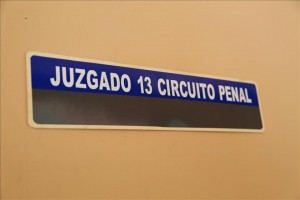 JUZGADO 13 CIRCUITO PENAL